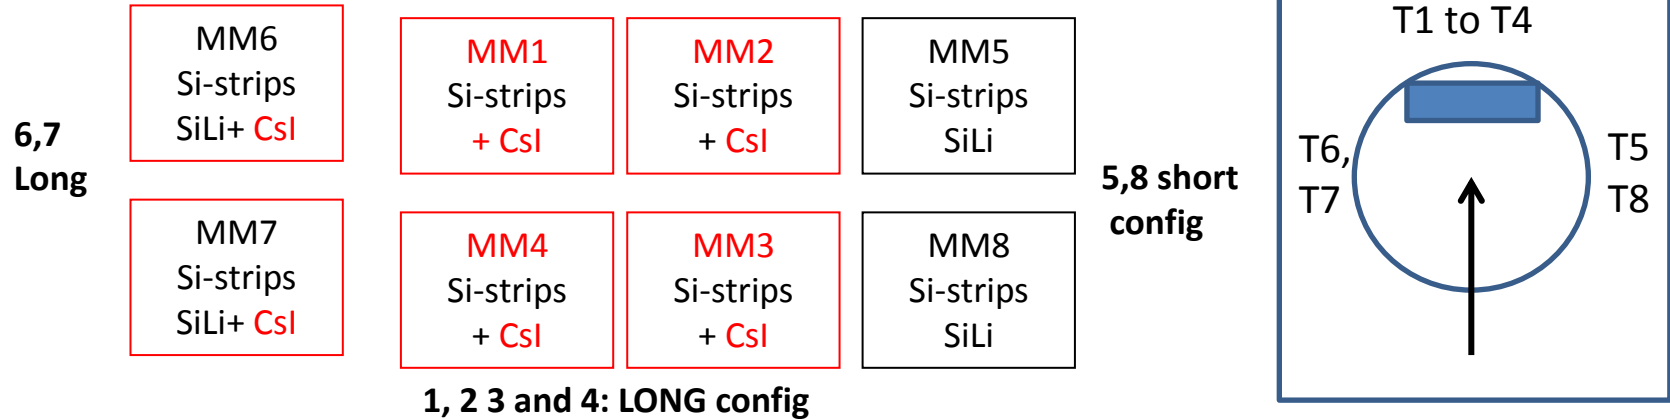 6,7
Long
MM6
Si-strips
SiLi+ CsI
MM1
Si-strips
+ CsI
MM2
Si-strips
+ CsI
MM5
Si-strips
SiLi
MM7
Si-strips
SiLi+ CsI
MM4
Si-strips
+ CsI
MM3
Si-strips
+ CsI
MM8
Si-strips
SiLi
5,8 short
config
1, 2 3 and 4: LONG config
T1 to T4
T6,
T7
T5
T8